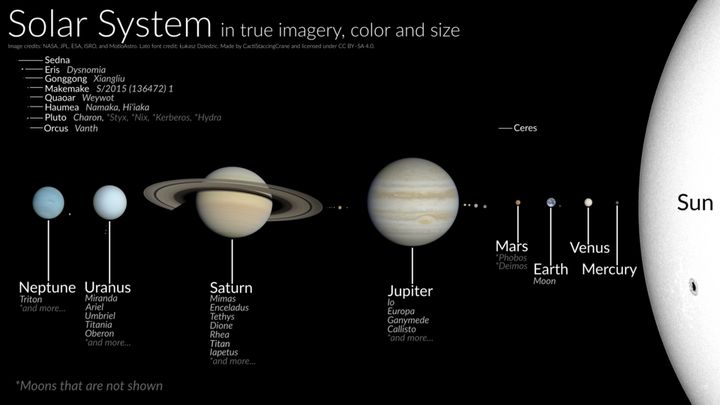 Solar System in true imagery, color and size
Image credits: NASA, JPL, ESA, ISRO, and MotloAstro. Lato font credit: Łukasz Dziedzic. Made by CactiStaccingCrane and licensed under CC BY-SA 4.0.
Sedna
Eris Dysnomia
Gonggong Xiangliu
Makemake S/2015 (136472) 1
Quaoar Weywot
Haumea Namaka, Hi'iaka
Pluto Charon, *Styx, *Nix, *Kerberos, *Hydra
Orcus Vanth
Ceres
Sun
Neptune
Triton
*and more...
Uranus
Miranda
Ariel
Umbriel
Titania
Oberon
*and more...
Saturn
Mimas
Enceladus
Tethys
Dione
Rhea
Titan
Iapetus
*and more...
Jupiter
Io
Europa
Ganymede
Callisto
*and more...
Mars
*Phobos
*Deimos
Earth
Moon
Venus
Mercury
*Moons that are not shown